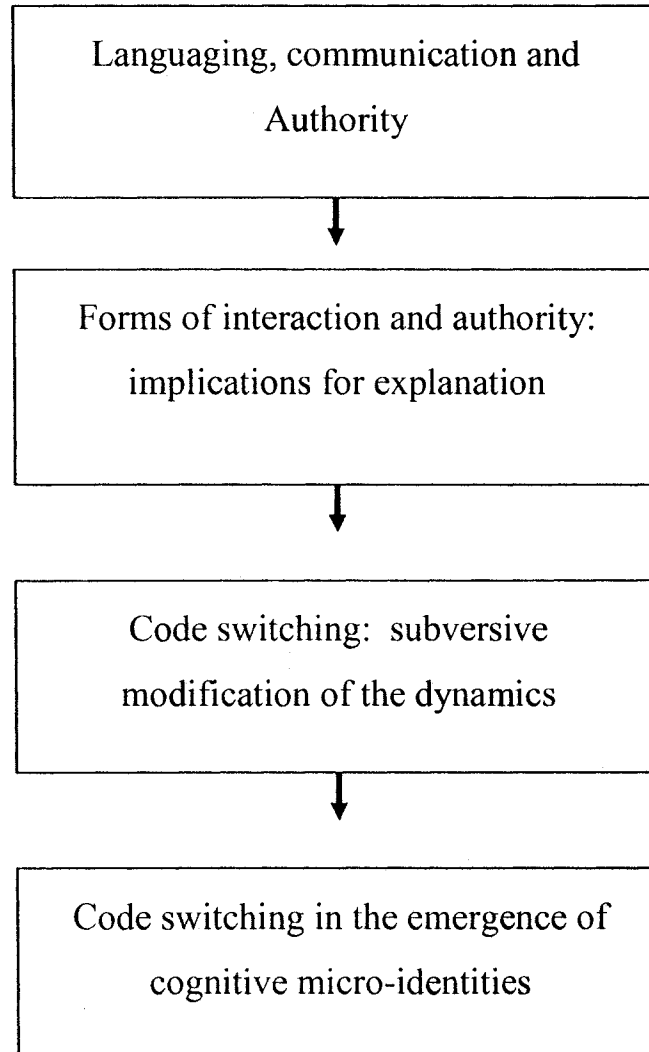 Languaging, communication and
Authority
Forms of interaction and authority:
implications for explanation
Code switching: subversive
modification of the dynamics
Code switching in the emergence of
cognitive micro-identities